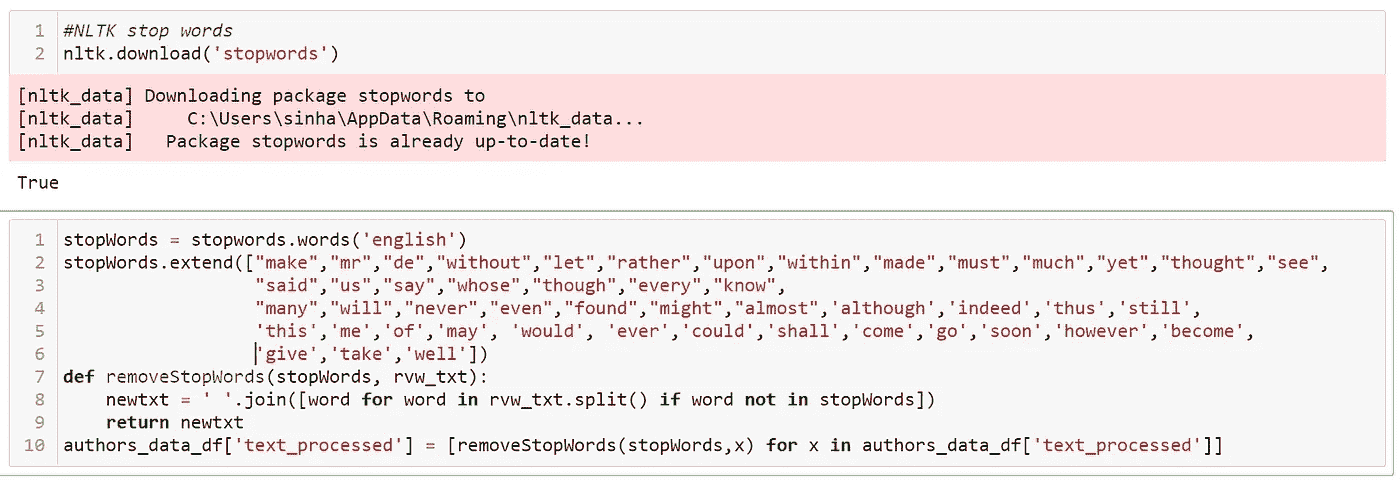 1 #NLTK stop words
2 nltk.download('stopwords')
[nltk_data] Downloading package stopwords to
[nltk_data]     C:\Users\sinha\AppData\Roaming\nltk_data...
[nltk_data]   Package stopwords is already up-to-date!
True
1 stopWords = stopwords.words('english')
2 stopWords.extend(["make","mr","de","without","let","rather","upon","within","made","must","much","yet","thought","see",
3                   "said","us","say","whose","though","every","know",
4                   "many","will","never","even","found","might","almost",'although','indeed','thus','still',
5                   'this','me','of','may', 'would', 'ever','could','shall','come','go','soon','however','become',
6                   'give','take','well'])
7 def removeStopWords(stopWords, rvw_txt):
8     newtxt = ' '.join([word for word in rvw_txt.split() if word not in stopWords])
9     return newtxt
10 authors_data_df['text_processed'] = [removeStopWords(stopWords,x) for x in authors_data_df['text_processed']]